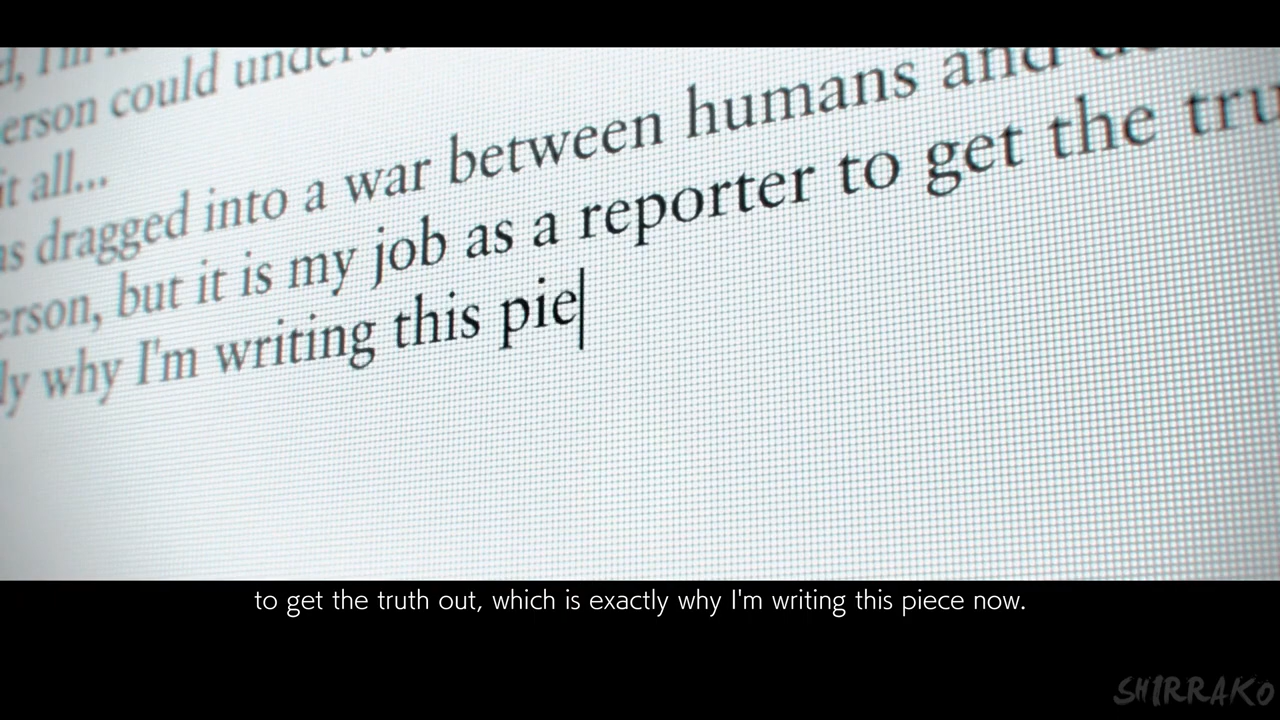 erson could
it all...
as dragged into a war between humans and
erson, but it is my job as a reporter to get the tru
ly why I'm writing this pie
to get the truth out, which is exactly why I'm writing this piece now.
SHIRRAKO